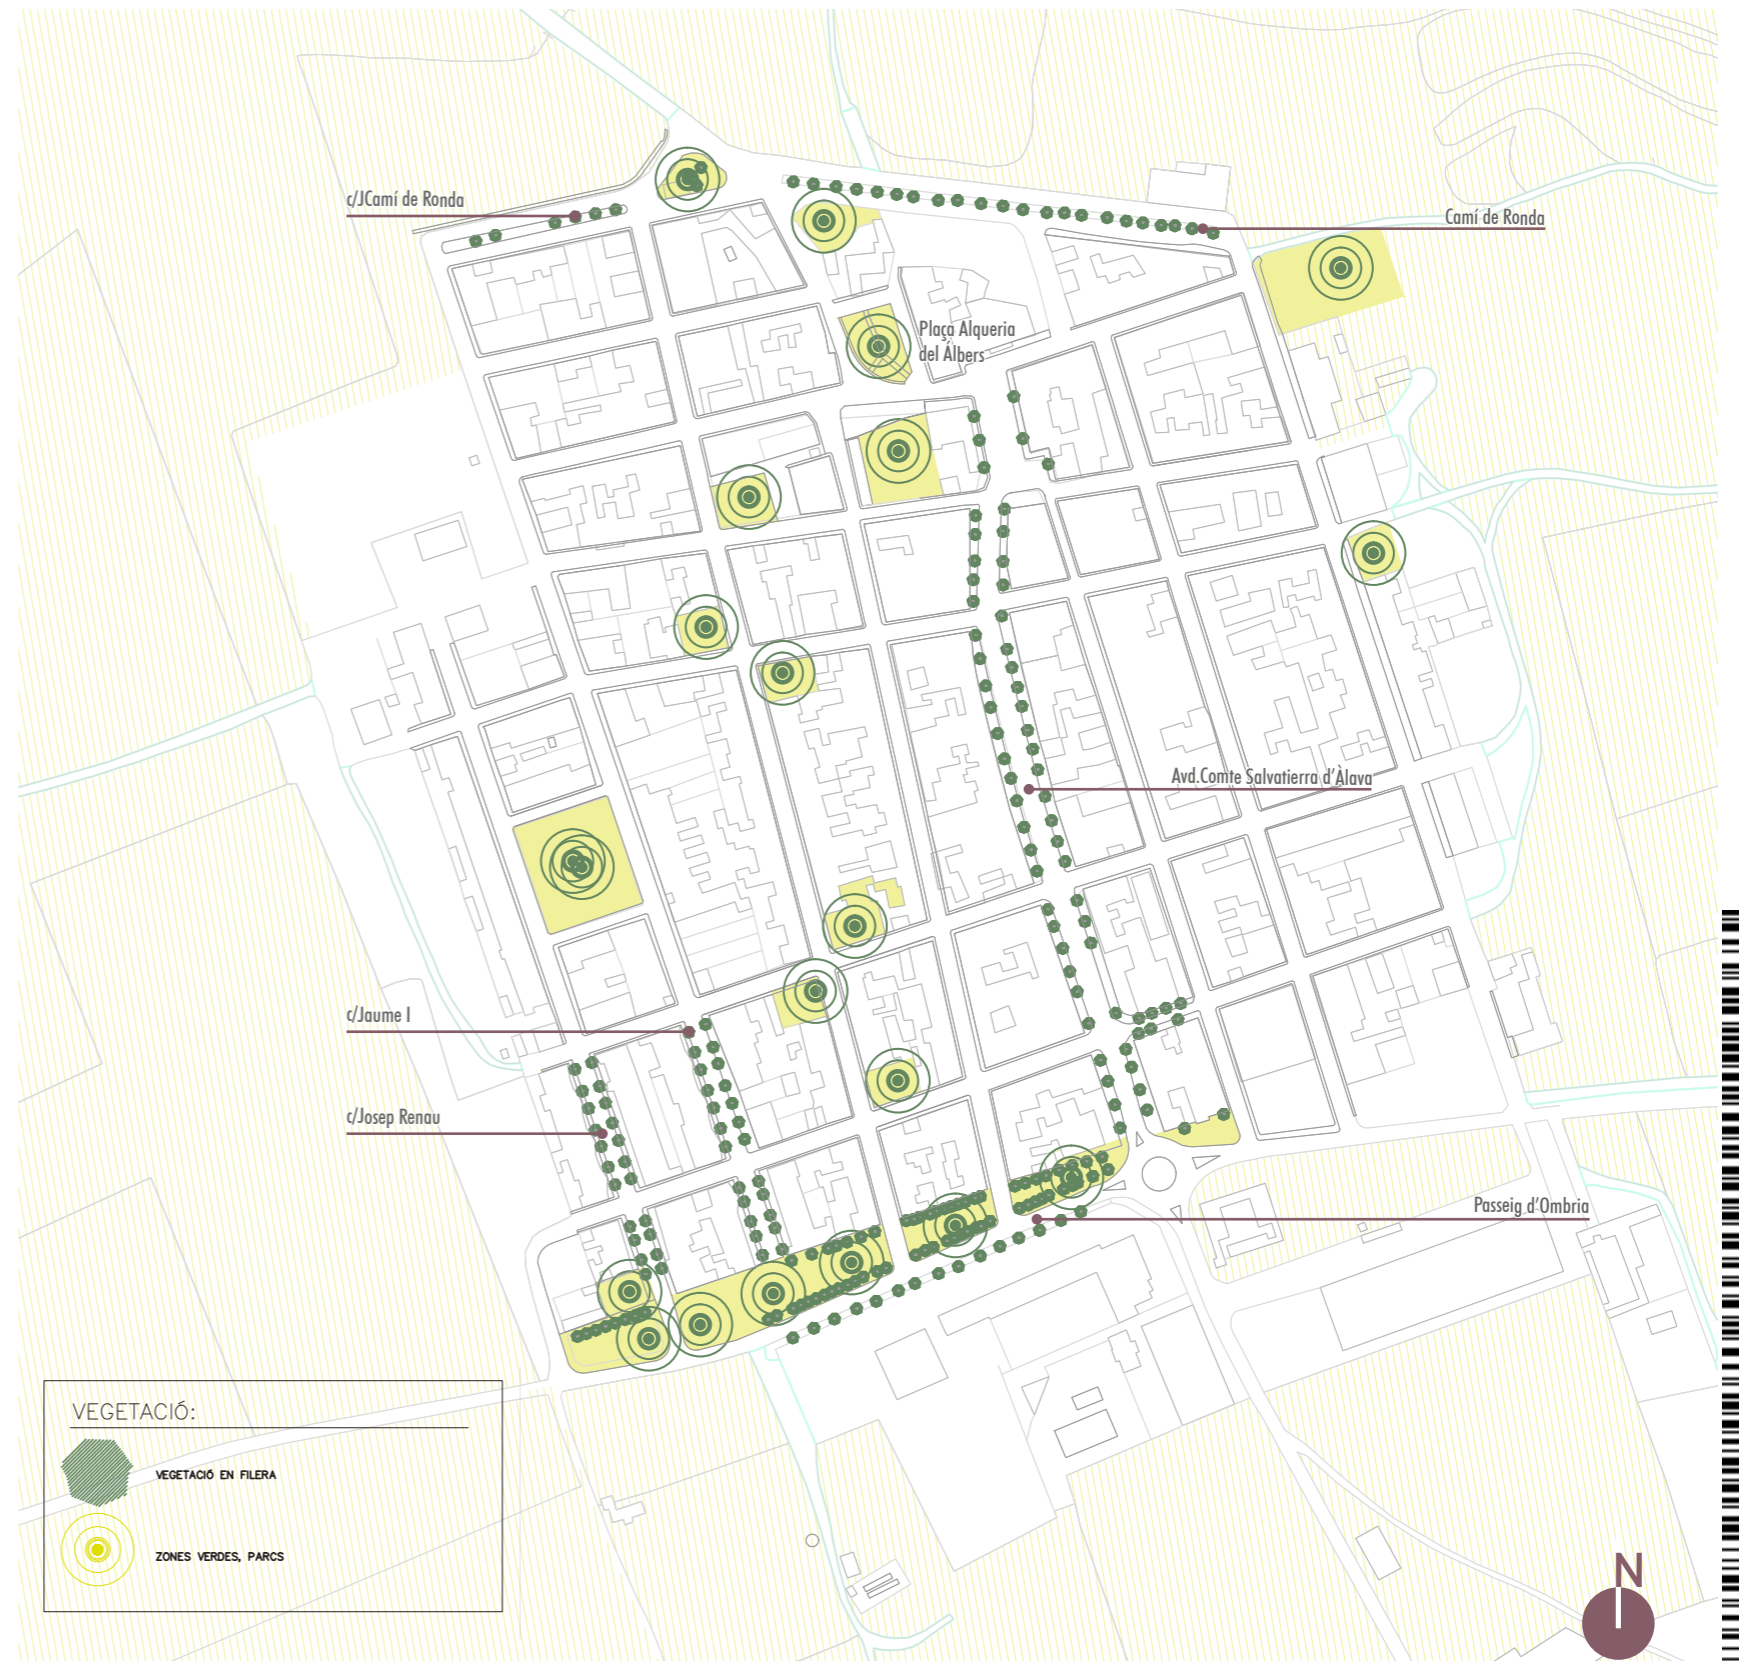 c/JCamí de Ronda
Camí de Ronda
Plaça Alqueria
del Álbers
Avd.Comte Salvatierra d'Àlava
c/Jaume I
c/Josep Renau
Passeig d'Ombria
VEGETACIÓ:
VEGETACIÓ EN FILERA
ZONES VERDES, PARCS
N